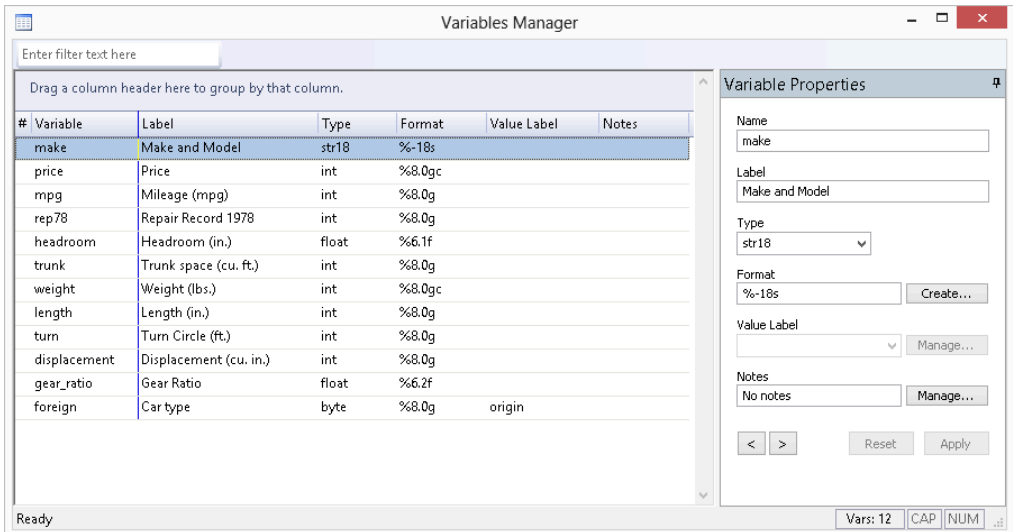 Variables Manager
Enter filter text here
Drag a column header here to group by that column.
# Variable Label Type Format Value Label Notes
make Make and Model str18 %-18s
price Price int %8.0gc
mpg Mileage (mpg) int %8.0g
rep78 Repair Record 1978 int %8.0g
headroom Headroom (in.) float %6.1f
trunk Trunk space (cu. ft.) int %8.0g
weight Weight (lbs.) int %8.0gc
length Length (in.) int %8.0g
turn Turn Circle (ft.) int %8.0g
displacement Displacement (cu. in.) int %8.0g
gear_ratio Gear Ratio float %6.2f
foreign Car type byte %8.0g origin
Variable Properties
Name
make
Label
Make and Model
Type
str18
Format
%-18s Create...
Value Label
Manage...
Notes
No notes Manage...
< > Reset Apply
Ready Vars: 12 CAP NUM